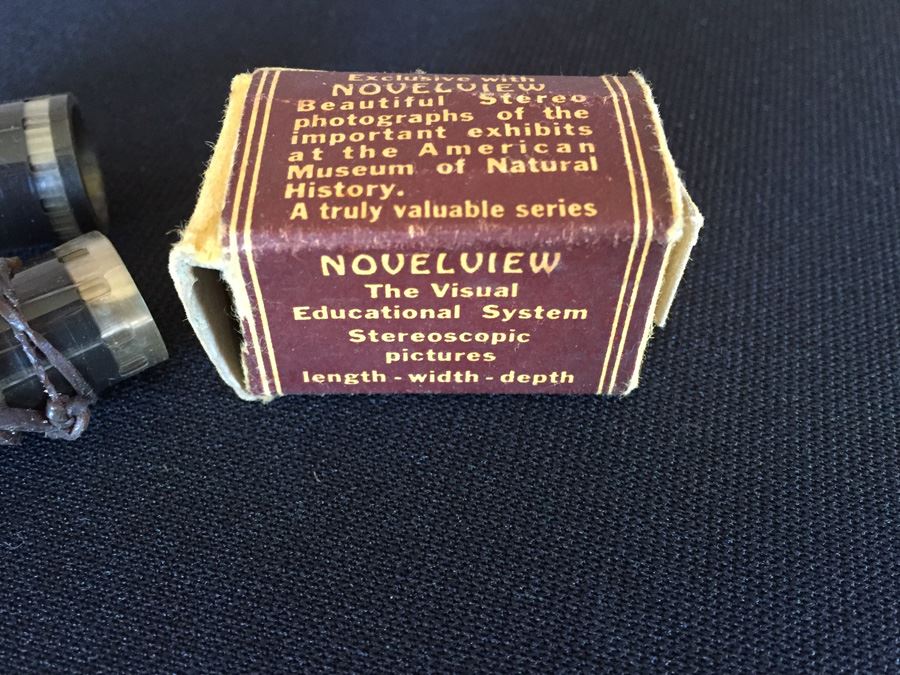 Exclusive with
NOVELVIEW
Beautiful Stereo
photographs of the
important exhibits
at the American
Museum of Natural
History.
A truly valuable series
NOVELVIEW
The Visual
Educational System
Stereoscopic
pictures
length - width - depth